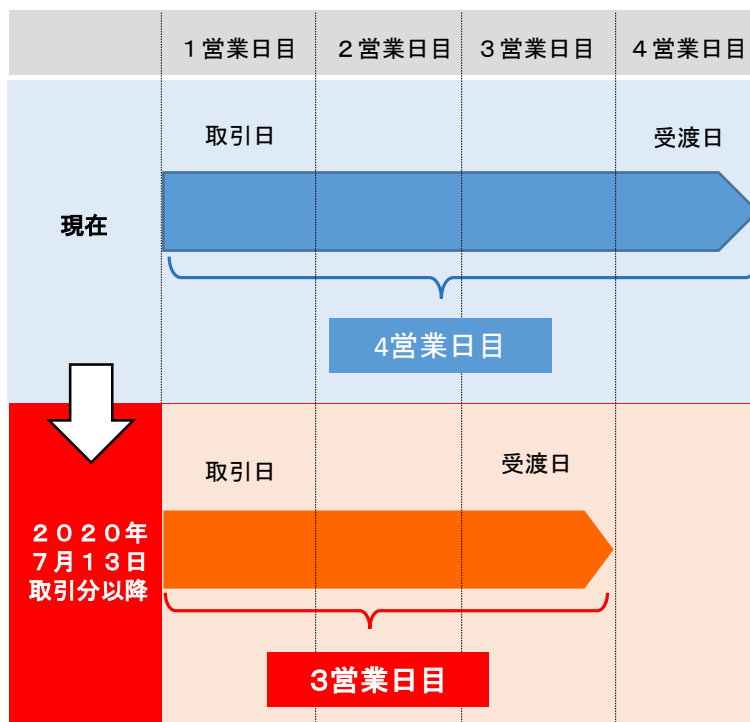 １営業日目 ２営業日目 ３営業日目 ４営業日目
取引日 受渡日
現在
4営業日目
取引日 受渡日
２０２０年
７月１３日
取引分以降
３営業日目